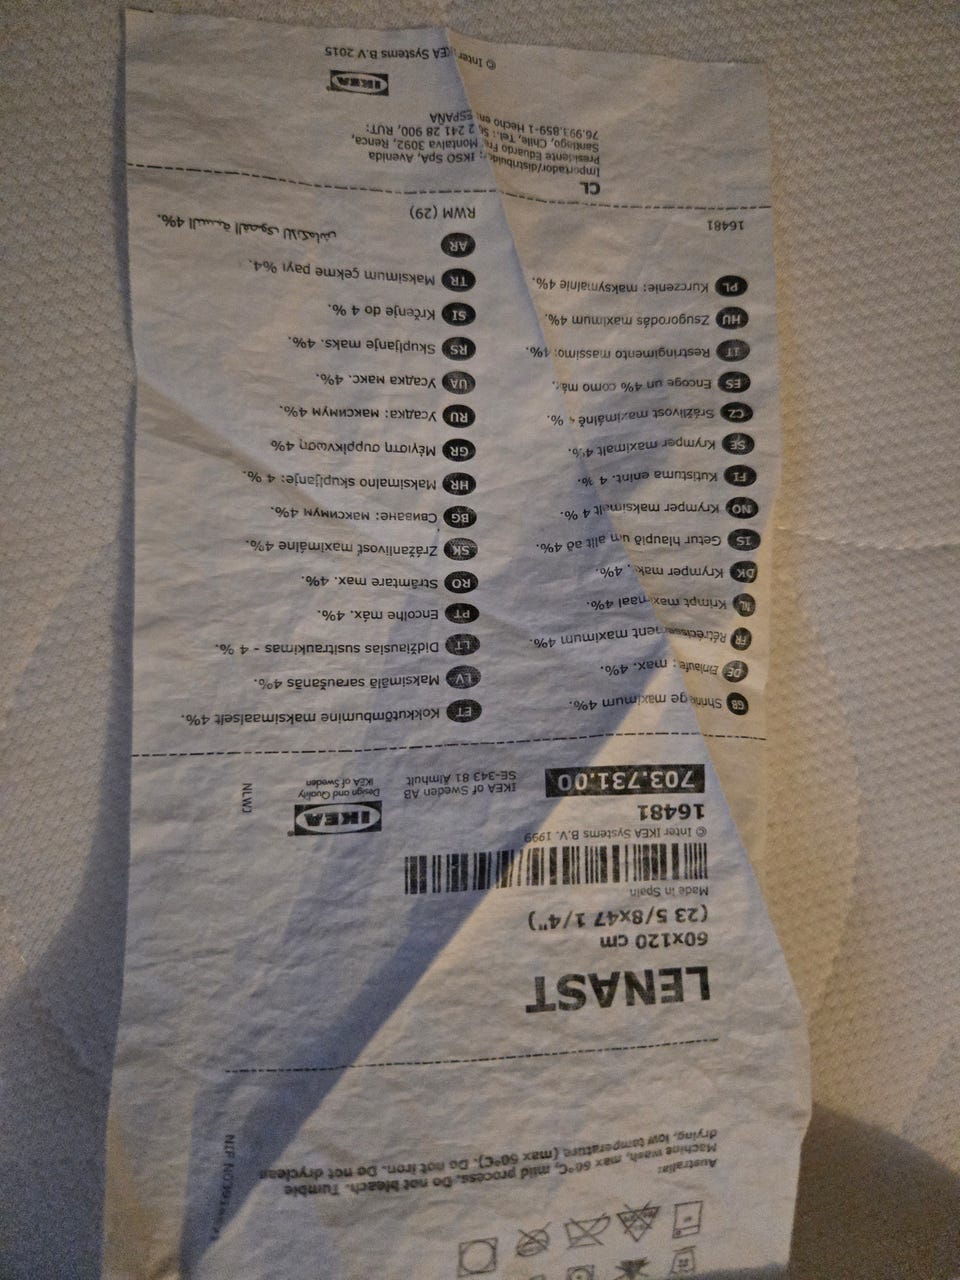 Australia:
Machine wash, max 60°C, mild process. Do not bleach. Tumble
drying, low temperature (max 60°C). Do not iron. Do not dryclean
LENAST
60x120 cm
(23 5/8x47 1/4")
Made in Spain
© Inter IKEA Systems B.V. 1999
16481
703.731.00
IKEA
Design and Quality
IKEA of Sweden
IKEA of Sweden AB
SE-343 81 Älmhult
GB Shrinkage maximum 4%.
DE Einlaufen: max. 4%.
FR Rétrécissement maximum 4%.
NL Krimpt maximaal 4%.
DK Krymper maks. 4%.
IS Getur hlaupið um allt að 4%.
NO Krymper maksimalt 4 %.
FI Kutistuma enint. 4 %.
SE Krymper maximalt 4%.
CZ Srážlivost maximálně 4 %.
ES Encoge un 4% como máx.
IT Restringimento massimo: 4%.
HU Zsugorodás maximum 4%.
PL Kurczenie: maksymalnie 4%.
16481
ET Kokkutõmbumine maksimaalselt 4%.
LV Maksimālā saraušanās 4%.
LT Didžiausias susitraukimas - 4 %.
PT Encolhe máx. 4%.
RO Strâmtare max. 4%.
SK Zrážanlivosť maximálne 4%.
BG Свиване: максимум 4%.
HR Maksimalno skupljanje: 4 %.
GR Μέγιστη συρρίκνωση 4%
RU Усадка: максимум 4%.
UA Усадка макс. 4%.
RS Skupljanje maks. 4%.
SI Krčenje do 4 %.
TR Maksimum çekme payı %4.
AR النسبة القصوى للانكماش 4%.
RWM (29)
CL
Importador/distribuidor: IKSO SpA, Avenida
Presidente Eduardo Frei Montalva 3092, Renca,
Santiago, Chile, Tel.: 56 2 241 28 900, RUT:
76.993.859-1 Hecho en: ESPAÑA
IKEA
© Inter IKEA Systems B.V 2015